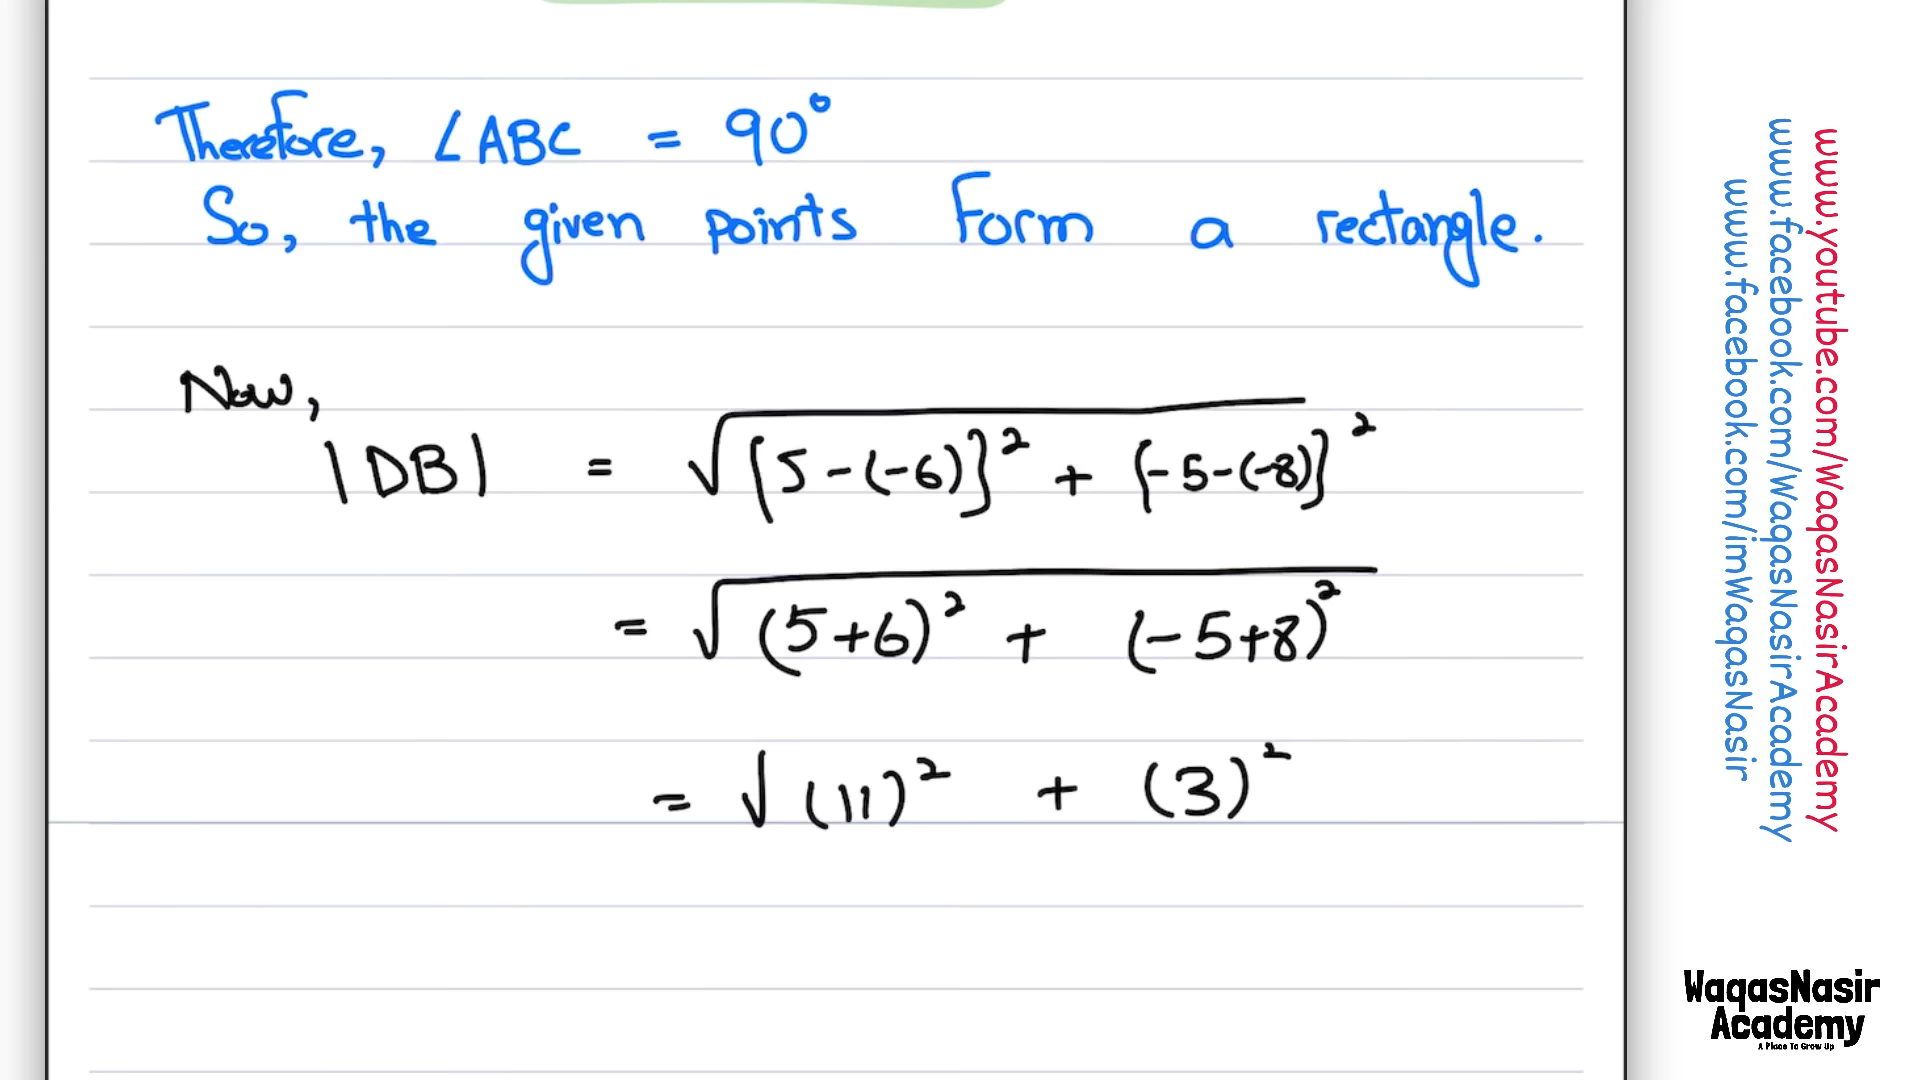 Therefore, ∠ABC = 90°
So, the given points Form a rectangle.
Now,
|DB| = √[5-(-6)]² + [-5-(-8)]²
= √(5+6)² + (-5+8)²
= √(11)² + (3)²
www.youtube.com/WaqasNasirAcademy
www.facebook.com/WaqasNasirAcademy
www.facebook.com/imWaqasNasir
WaqasNasir
Academy
A Place To Grow Up